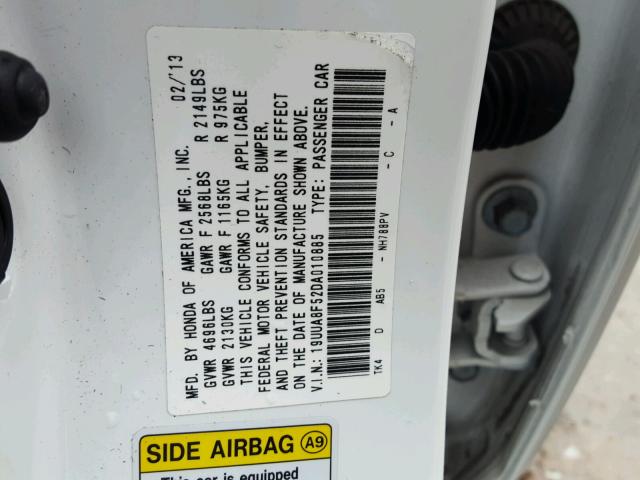 MFD. BY HONDA OF AMERICA MFG., INC. 02/'13
GVWR 4696LBS GAWR F 2568LBS R 2149LBS
GVWR 2130KG GAWR F 1165KG R 975KG
THIS VEHICLE CONFORMS TO ALL APPLICABLE
FEDERAL MOTOR VEHICLE SAFETY, BUMPER,
AND THEFT PREVENTION STANDARDS IN EFFECT
ON THE DATE OF MANUFACTURE SHOWN ABOVE.
V.I.N.: 19UUA8F52DA010885 TYPE: PASSENGER CAR
TK4 D AB5 - NH788PV - C - A
SIDE AIRBAG A9
This car is equipped